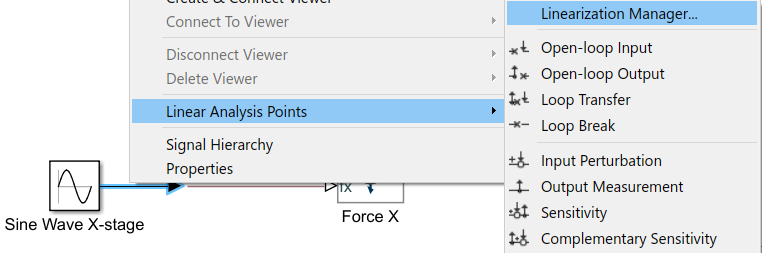 Create & Connect Viewer
Connect To Viewer
Disconnect Viewer
Delete Viewer
Linear Analysis Points
Signal Hierarchy
Properties
Linearization Manager...
Open-loop Input
Open-loop Output
Loop Transfer
Loop Break
Input Perturbation
Output Measurement
Sensitivity
Complementary Sensitivity
Sine Wave X-stage
fx
Force X